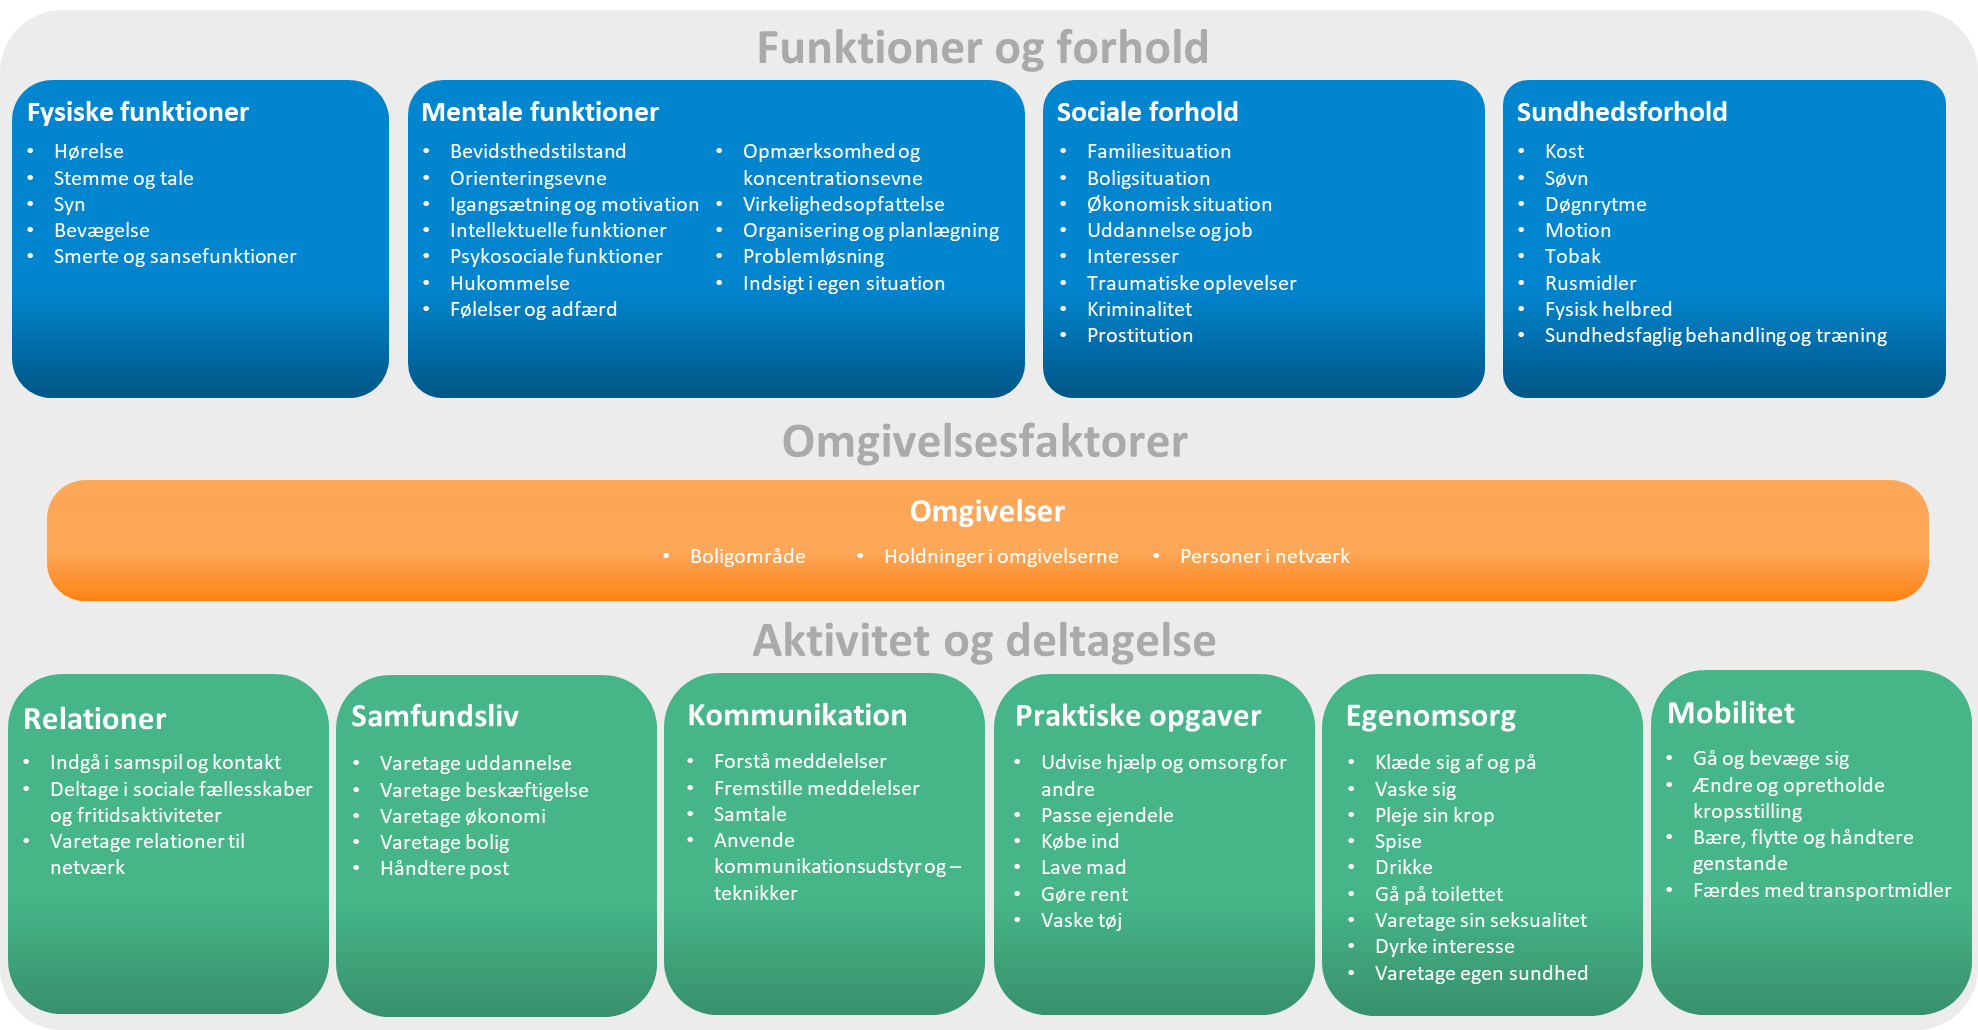 Funktioner og forhold
Fysiske funktioner
• Hørelse
• Stemme og tale
• Syn
• Bevægelse
• Smerte og sansefunktioner
Mentale funktioner
• Bevidsthedstilstand
• Orienteringsevne
• Igangsætning og motivation
• Intellektuelle funktioner
• Psykosociale funktioner
• Hukommelse
• Følelser og adfærd
• Opmærksomhed og
koncentrationsevne
• Virkelighedsopfattelse
• Organisering og planlægning
• Problemløsning
• Indsigt i egen situation
Sociale forhold
• Familiesituation
• Boligsituation
• Økonomisk situation
• Uddannelse og job
• Interesser
• Traumatiske oplevelser
• Kriminalitet
• Prostitution
Sundhedsforhold
• Kost
• Søvn
• Døgnrytme
• Motion
• Tobak
• Rusmidler
• Fysisk helbred
• Sundhedsfaglig behandling og træning
Omgivelsesfaktorer
Omgivelser
• Boligområde • Holdninger i omgivelserne • Personer i netværk
Aktivitet og deltagelse
Relationer
• Indgå i samspil og kontakt
• Deltage i sociale fællesskaber
og fritidsaktiviteter
• Varetage relationer til
netværk
Samfundsliv
• Varetage uddannelse
• Varetage beskæftigelse
• Varetage økonomi
• Varetage bolig
• Håndtere post
Kommunikation
• Forstå meddelelser
• Fremstille meddelelser
• Samtale
• Anvende
kommunikationsudstyr og –
teknikker
Praktiske opgaver
• Udvise hjælp og omsorg for
andre
• Passe ejendele
• Købe ind
• Lave mad
• Gøre rent
• Vaske tøj
Egenomsorg
• Klæde sig af og på
• Vaske sig
• Pleje sin krop
• Spise
• Drikke
• Gå på toilettet
• Varetage sin seksualitet
• Dyrke interesse
• Varetage egen sundhed
Mobilitet
• Gå og bevæge sig
• Ændre og opretholde
kropsstilling
• Bære, flytte og håndtere
genstande
• Færdes med transportmidler